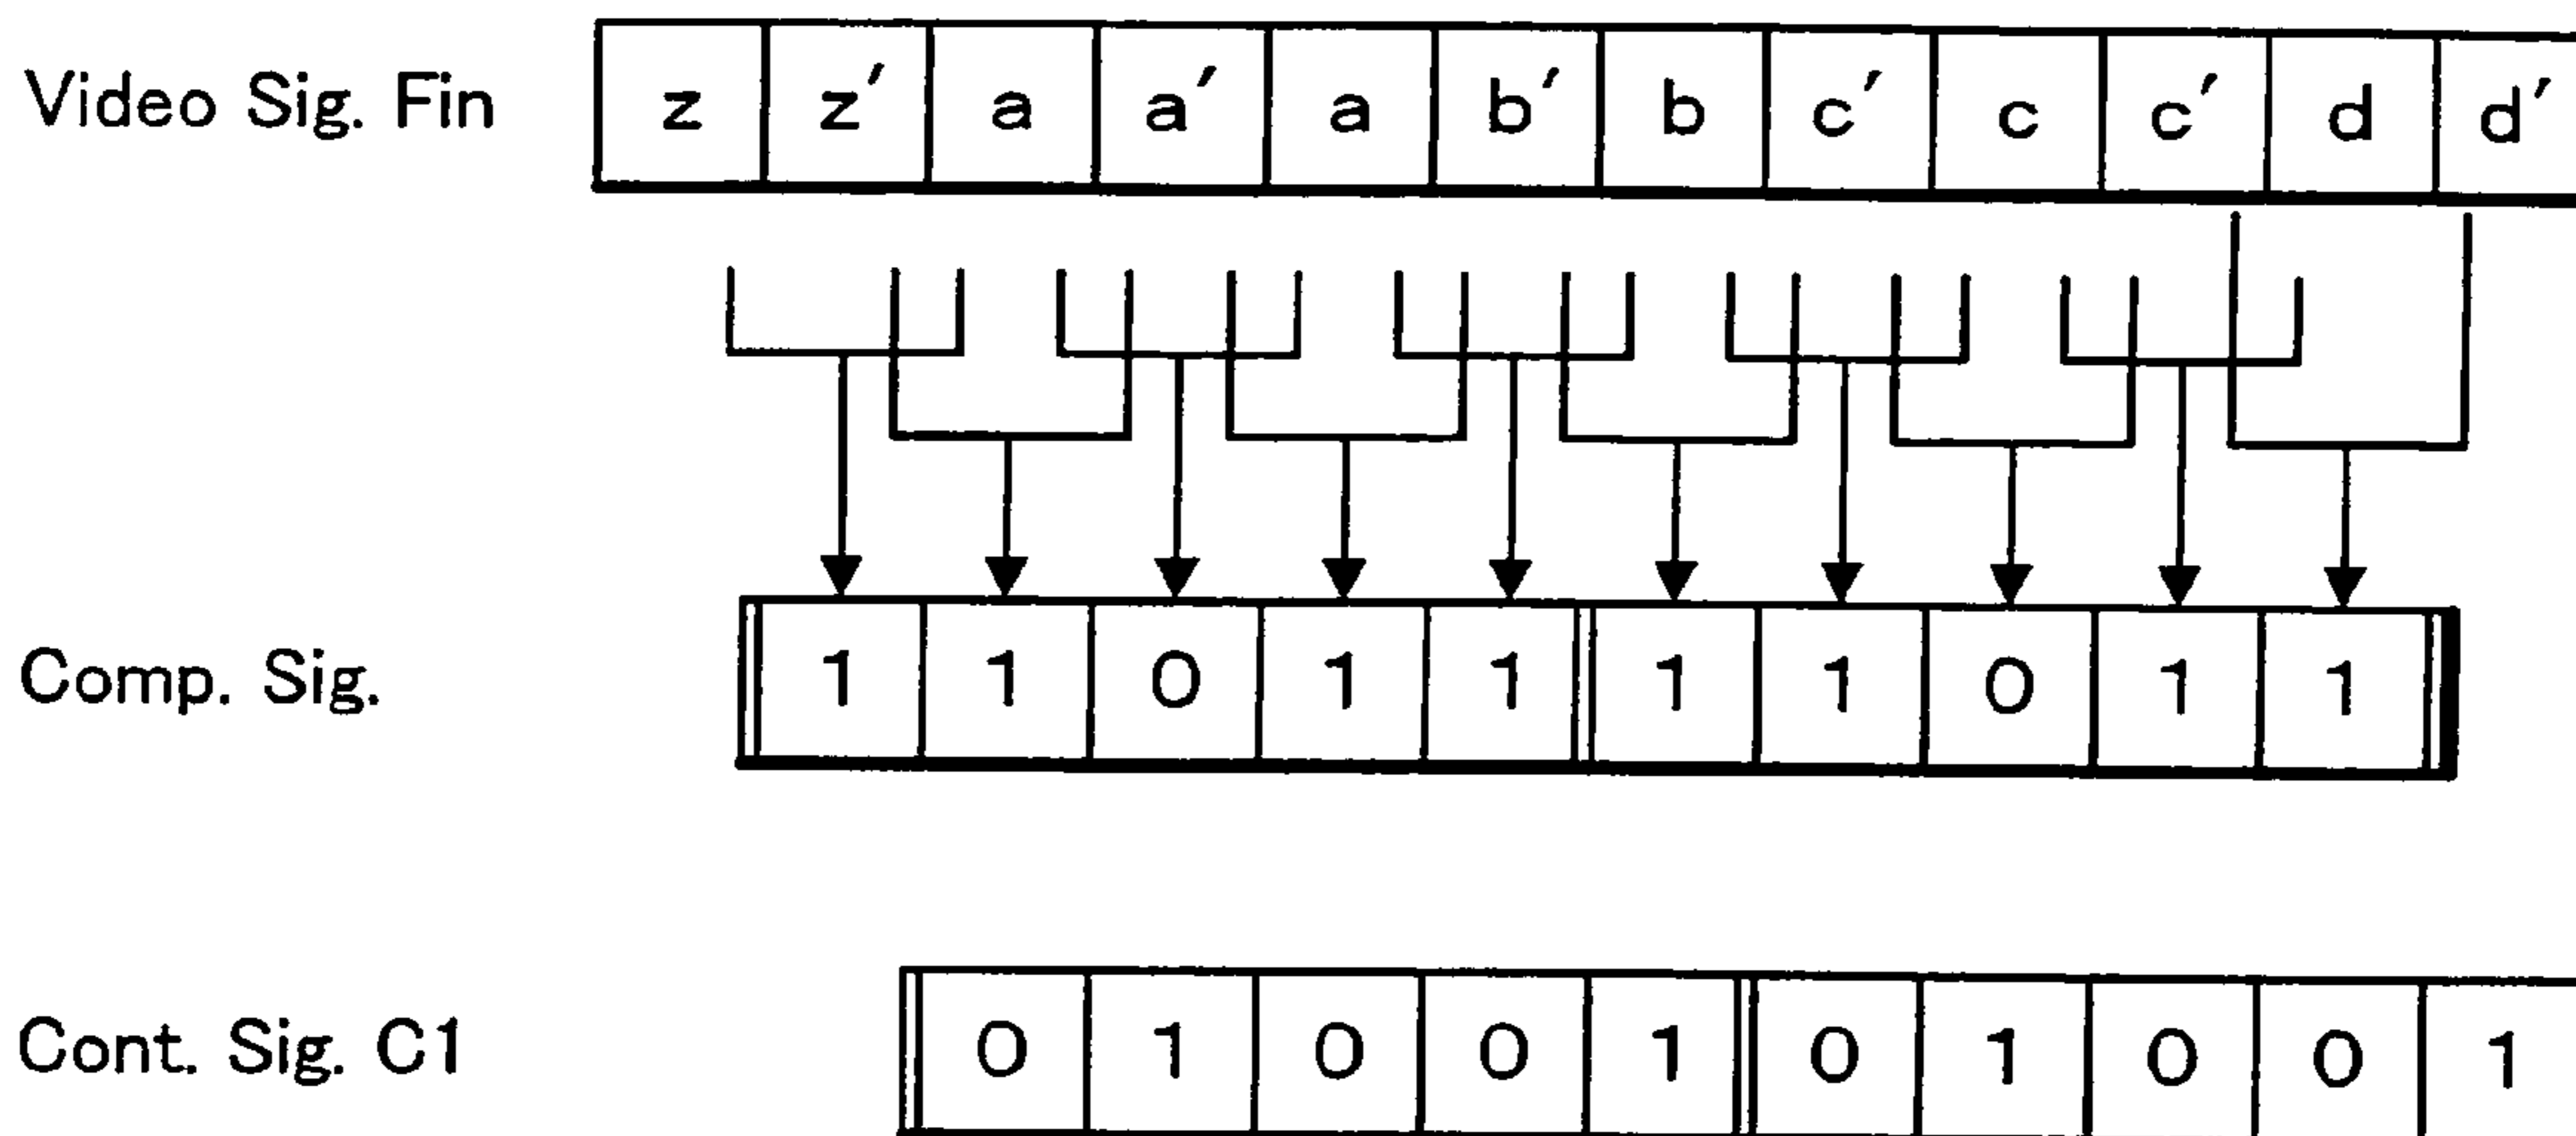 Video Sig. Fin z z′ a a′ a b′ b c′ c c′ d d′
Comp. Sig. 1 1 0 1 1 1 1 0 1 1
Cont. Sig. C1 0 1 0 0 1 0 1 0 0 1